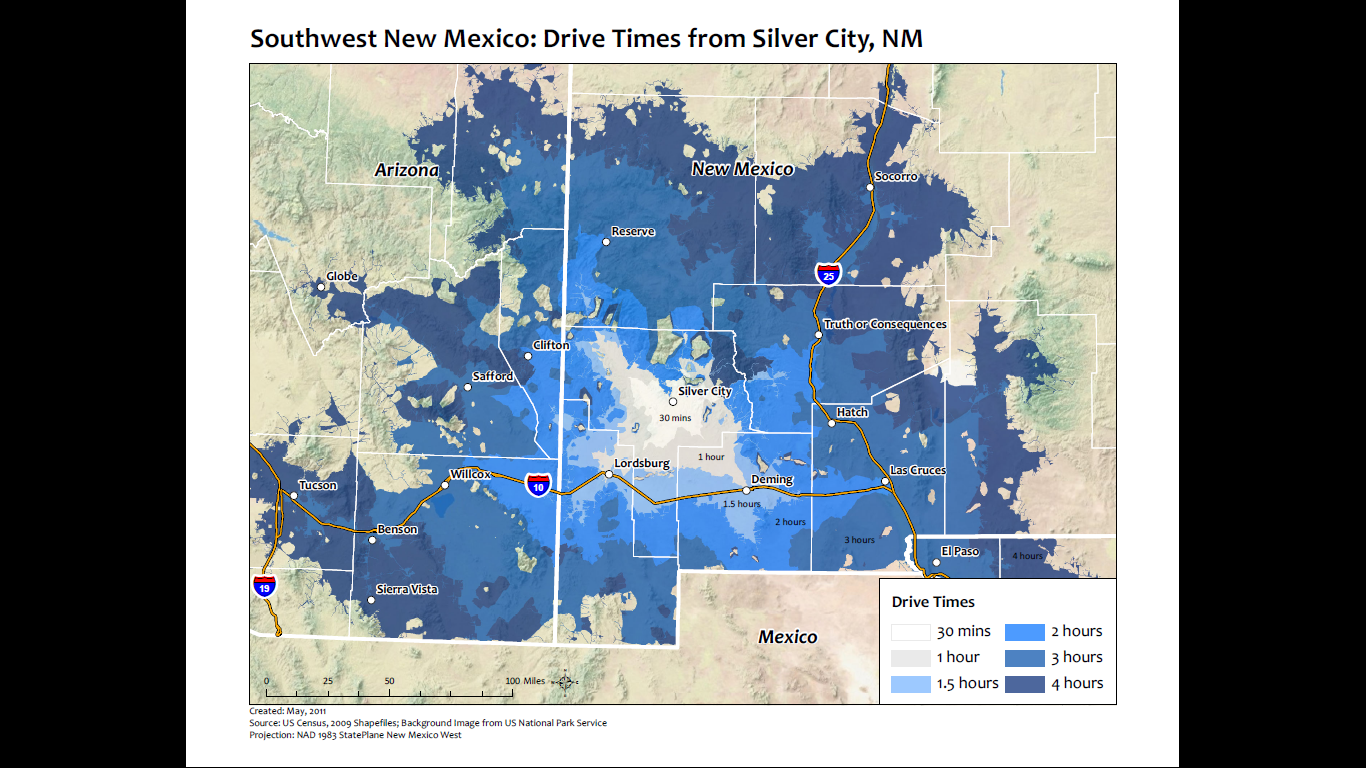 Southwest New Mexico: Drive Times from Silver City, NM
Arizona
New Mexico
Socorro
Reserve
25
Globe
Truth or Consequences
Clifton
Safford
Silver City
30 mins
Hatch
1 hour
Lordsburg
Las Cruces
Willcox
10
Deming
Tucson
1.5 hours
2 hours
Benson
3 hours
El Paso
4 hours
19
Sierra Vista
Mexico
Drive Times
30 mins
2 hours
1 hour
3 hours
1.5 hours
4 hours
0 25 50 100 Miles
Created: May, 2011
Source: US Census, 2009 Shapefiles; Background Image from US National Park Service
Projection: NAD 1983 StatePlane New Mexico West